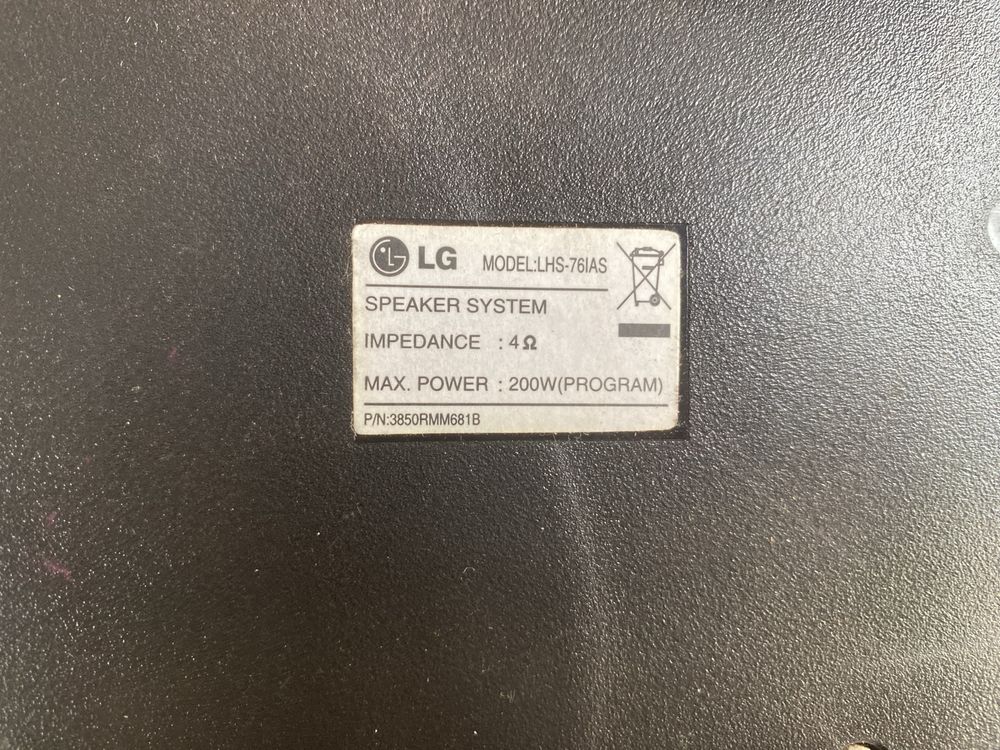 LG MODEL:LHS-76IAS
SPEAKER SYSTEM
IMPEDANCE : 4Ω
MAX. POWER : 200W(PROGRAM)
P/N:3850RMM681B